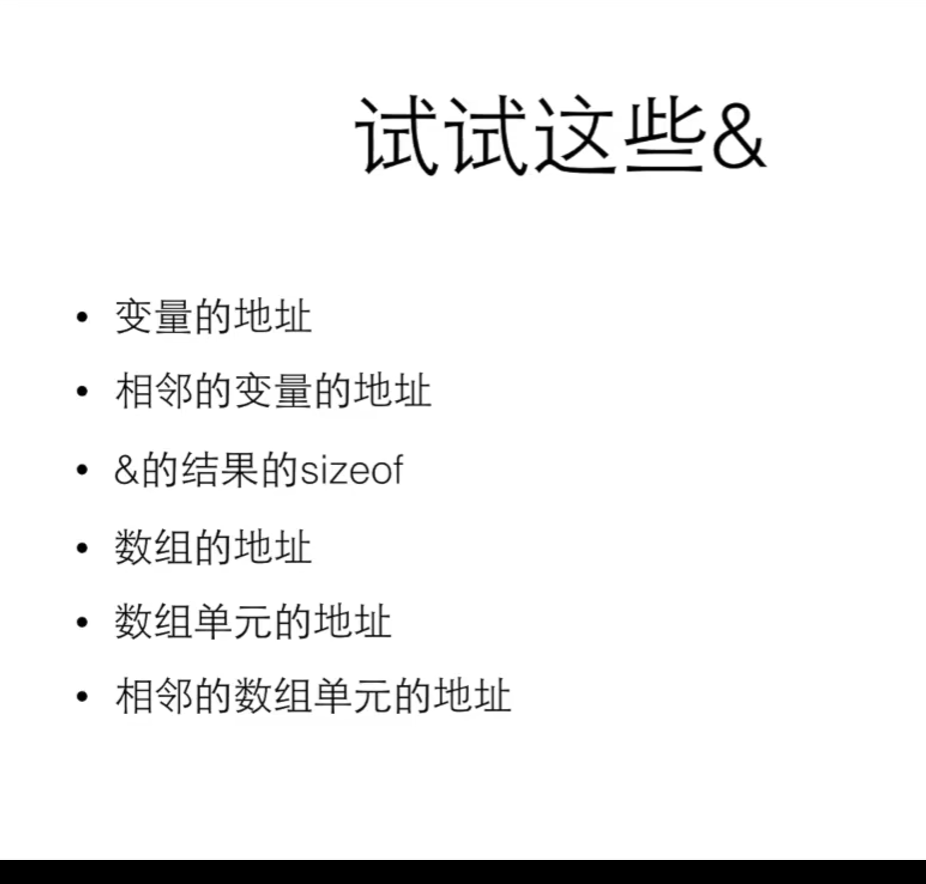 试试这些&
• 变量的地址
• 相邻的变量的地址
• &的结果的sizeof
• 数组的地址
• 数组单元的地址
• 相邻的数组单元的地址